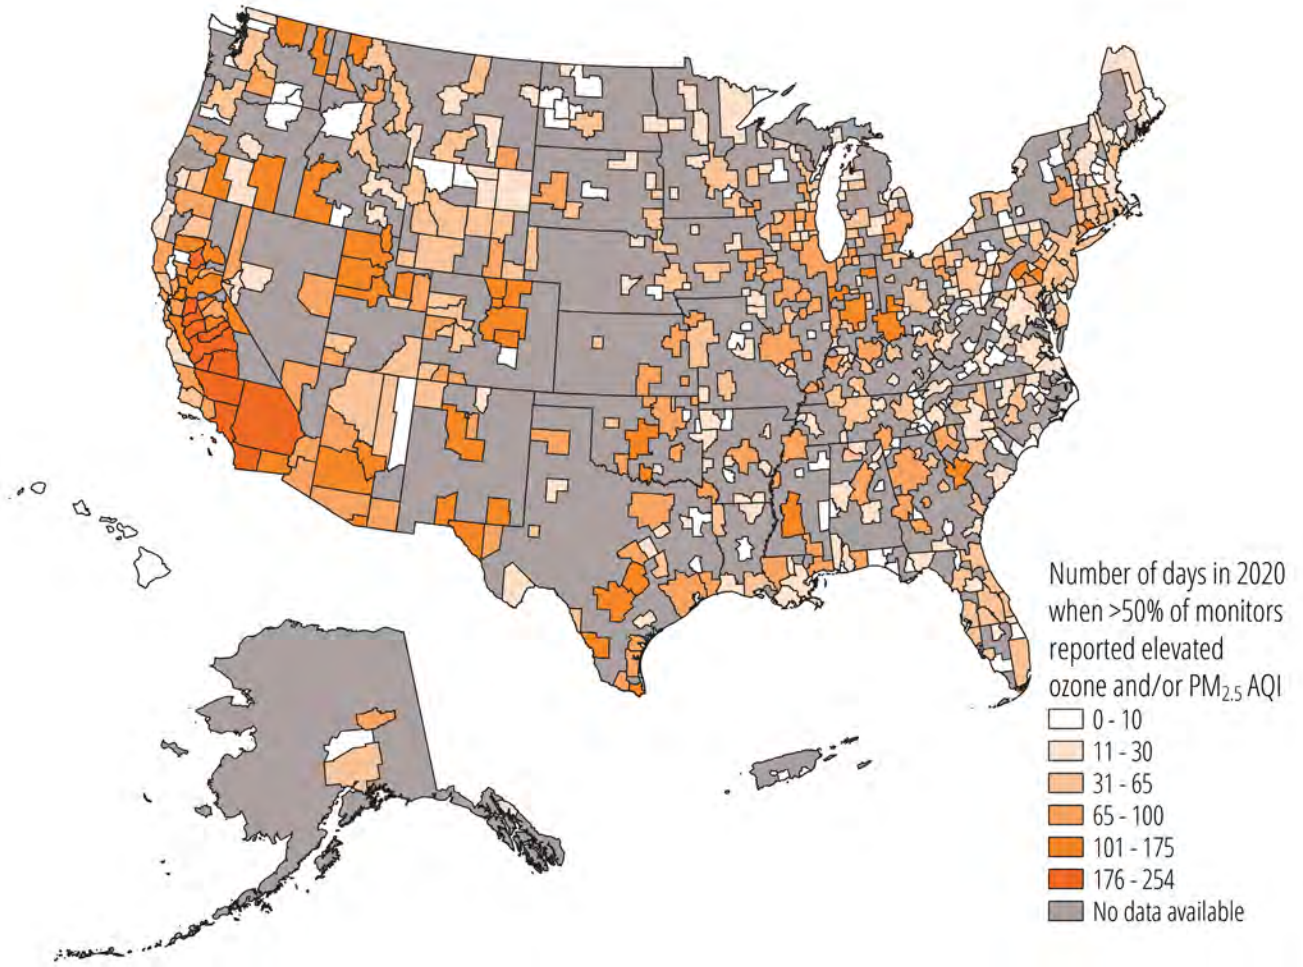 Number of days in 2020
when >50% of monitors
reported elevated
ozone and/or PM2.5 AQI
0 - 10
11 - 30
31 - 65
65 - 100
101 - 175
176 - 254
No data available